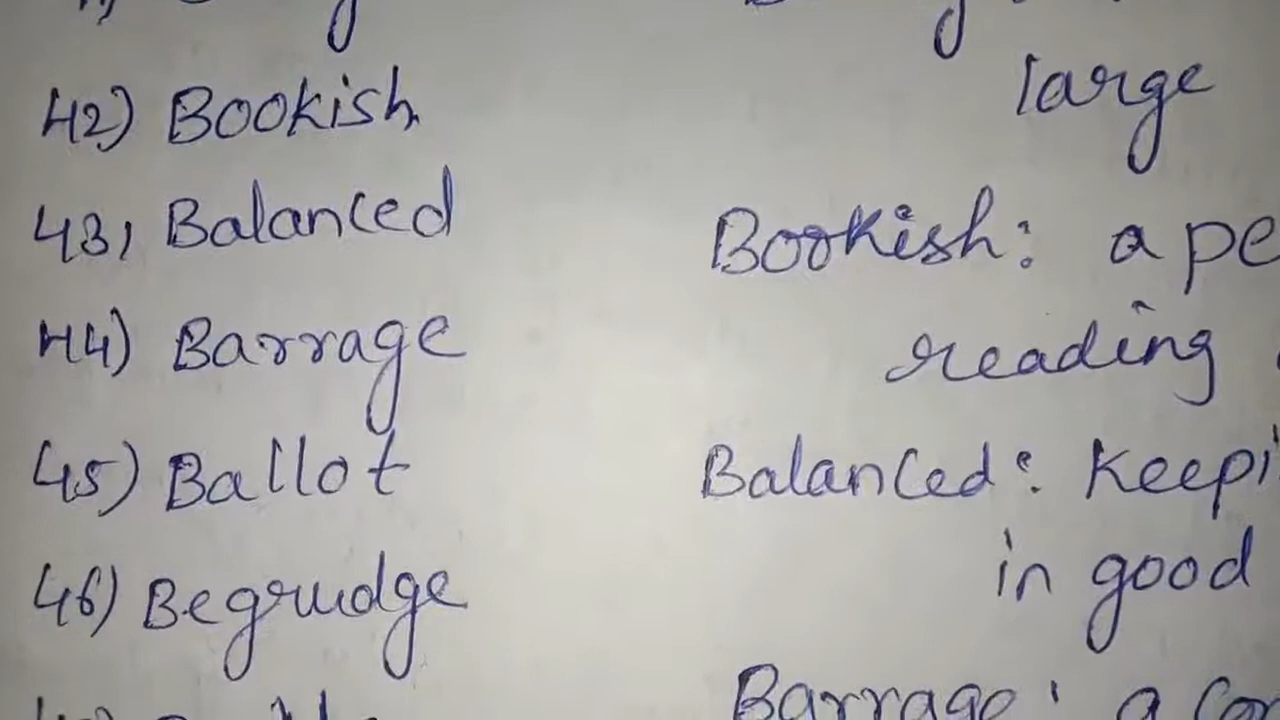 42) Bookish
43) Balanced
44) Barrage
45) Ballot
46) Begrudge
large
Bookish: a pe
reading
Balanced: Keepi
in good
Barrage: a con